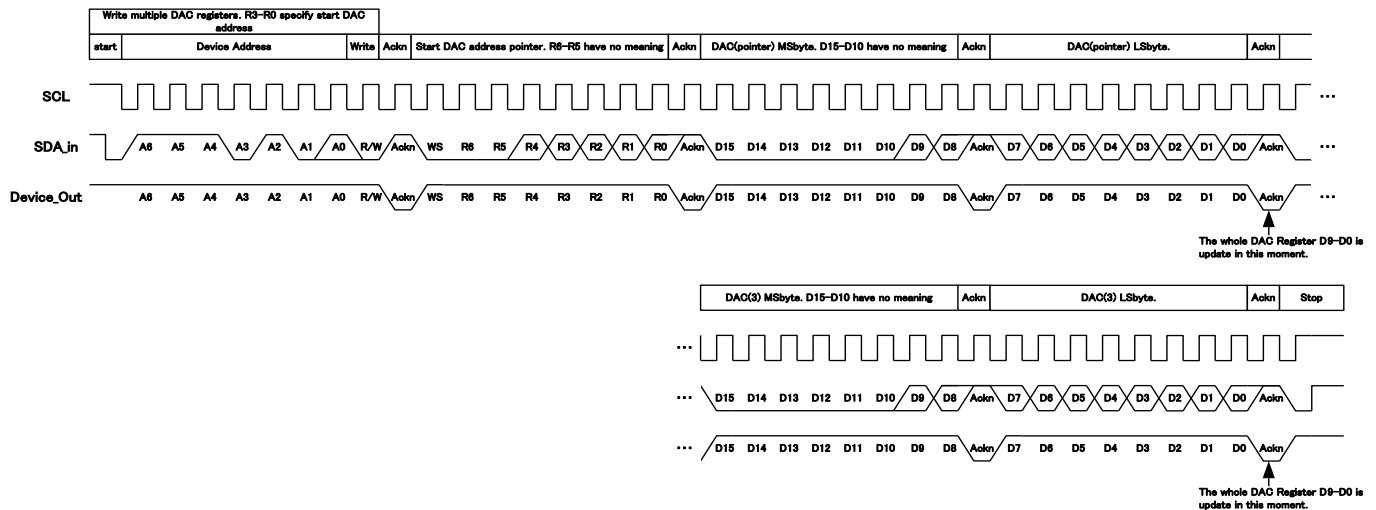 Write multiple DAC registers. R3-R0 specify start DAC
address
start Device Address Write Ackn Start DAC address pointer. R6-R5 have no meaning Ackn DAC(pointer) MSbyte. D15-D10 have no meaning Ackn DAC(pointer) LSbyte. Ackn
SCL ...
SDA_in A6 A5 A4 A3 A2 A1 A0 R/W Ackn WS R6 R5 R4 R3 R2 R1 R0 Ackn D15 D14 D13 D12 D11 D10 D9 D8 Ackn D7 D6 D5 D4 D3 D2 D1 D0 Ackn ...
Device_Out A6 A5 A4 A3 A2 A1 A0 R/W Ackn WS R6 R5 R4 R3 R2 R1 R0 Ackn D15 D14 D13 D12 D11 D10 D9 D8 Ackn D7 D6 D5 D4 D3 D2 D1 D0 Ackn ...
The whole DAC Register D9-D0 is
update in this moment.
DAC(3) MSbyte. D15-D10 have no meaning Ackn DAC(3) LSbyte. Ackn Stop
...
... D15 D14 D13 D12 D11 D10 D9 D8 Ackn D7 D6 D5 D4 D3 D2 D1 D0 Ackn
... D15 D14 D13 D12 D11 D10 D9 D8 Ackn D7 D6 D5 D4 D3 D2 D1 D0 Ackn
The whole DAC Register D9-D0 is
update in this moment.